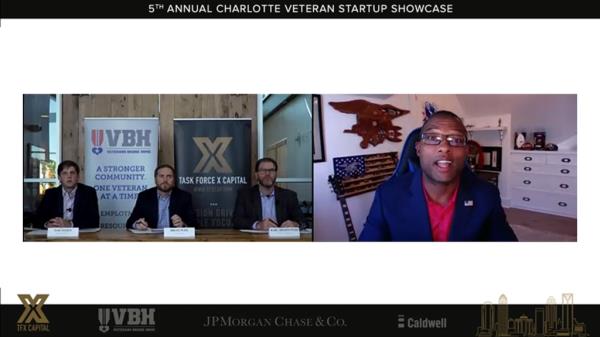 5TH ANNUAL CHARLOTTE VETERAN STARTUP SHOWCASE
VBH
VETERANS BRIDGE HOME
A STRONGER
COMMUNITY.
ONE VETERAN
AT A TIME
TASK FORCE X
CAPITAL
TFX CAPITAL
VBH
VETERANS BRIDGE HOME
JPMORGAN CHASE & CO.
Caldwell